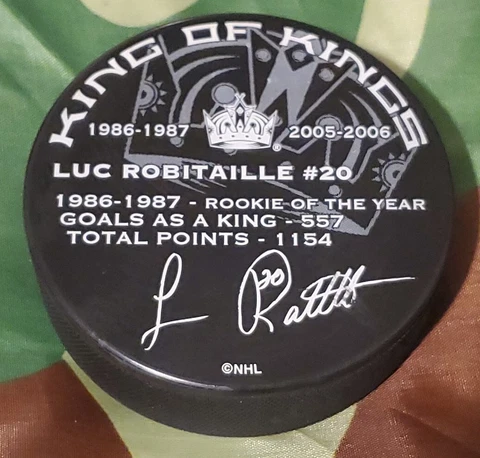 KING OF KINGS
1986-1987 2005-2006
LUC ROBITAILLE #20
1986-1987 - ROOKIE OF THE YEAR
GOALS AS A KING - 557
TOTAL POINTS - 1154
©NHL